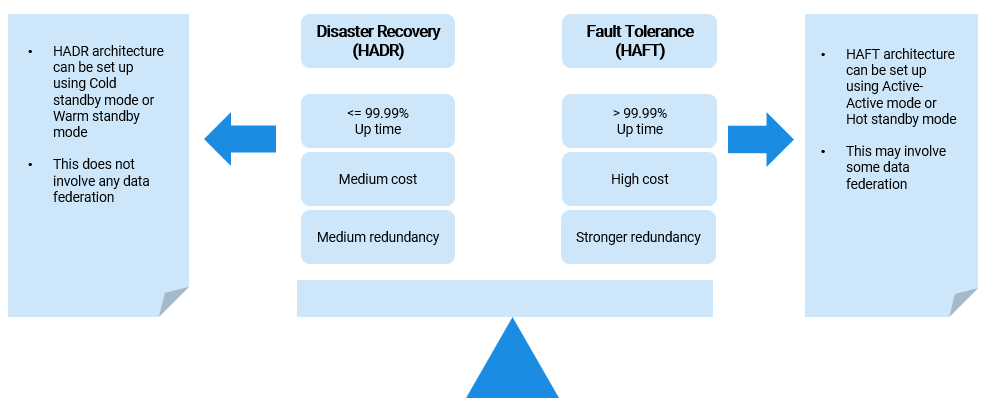 • HADR architecture
can be set up
using Cold
standby mode or
Warm standby
mode
• This does not
involve any data
federation
Disaster Recovery
(HADR)
<= 99.99%
Up time
Medium cost
Medium redundancy
Fault Tolerance
(HAFT)
> 99.99%
Up time
High cost
Stronger redundancy
• HAFT architecture
can be set up
using Active-
Active mode or
Hot standby mode
• This may involve
some data
federation